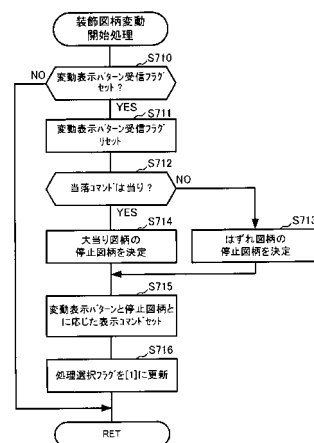 装飾図柄変動
開始処理
S710
NO
変動表示パターン受信フラグ
セット?
YES
S711
変動表示パターン受信フラグ
リセット
S712
当落コマンドは当り?
NO
YES
S714
S713
大当り図柄の
停止図柄を決定
はずれ図柄の
停止図柄を決定
S715
変動表示パターンと停止図柄と
に応じた表示コマンドセット
S716
処理選択フラグを[1]に更新
RET